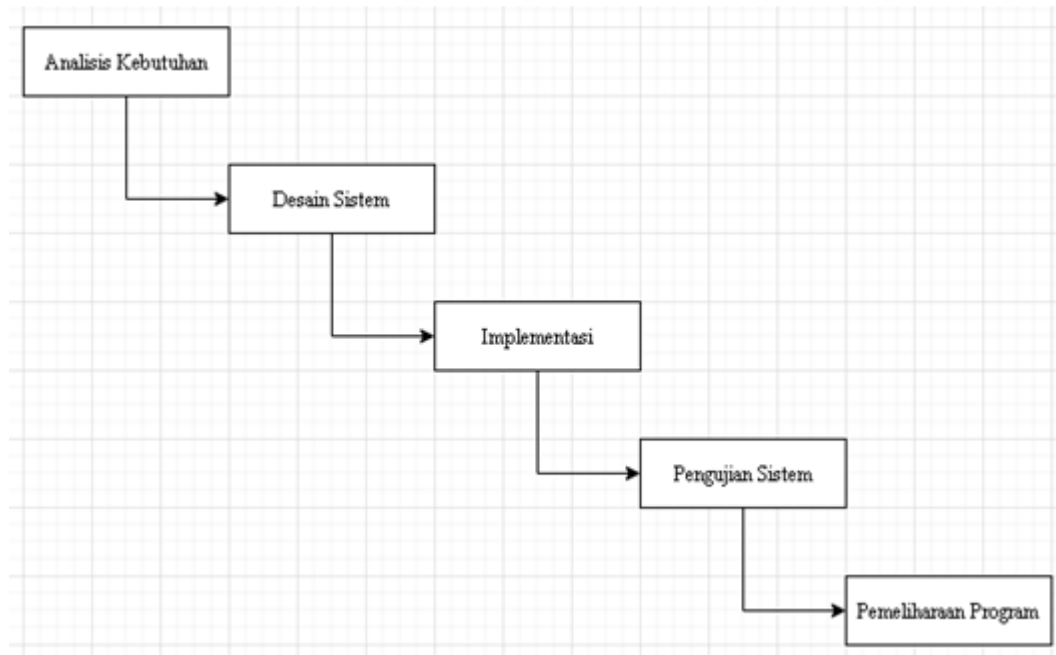 Analisis Kebutuhan
Desain Sistem
Implementasi
Pengujian Sistem
Pemeliharaan Program